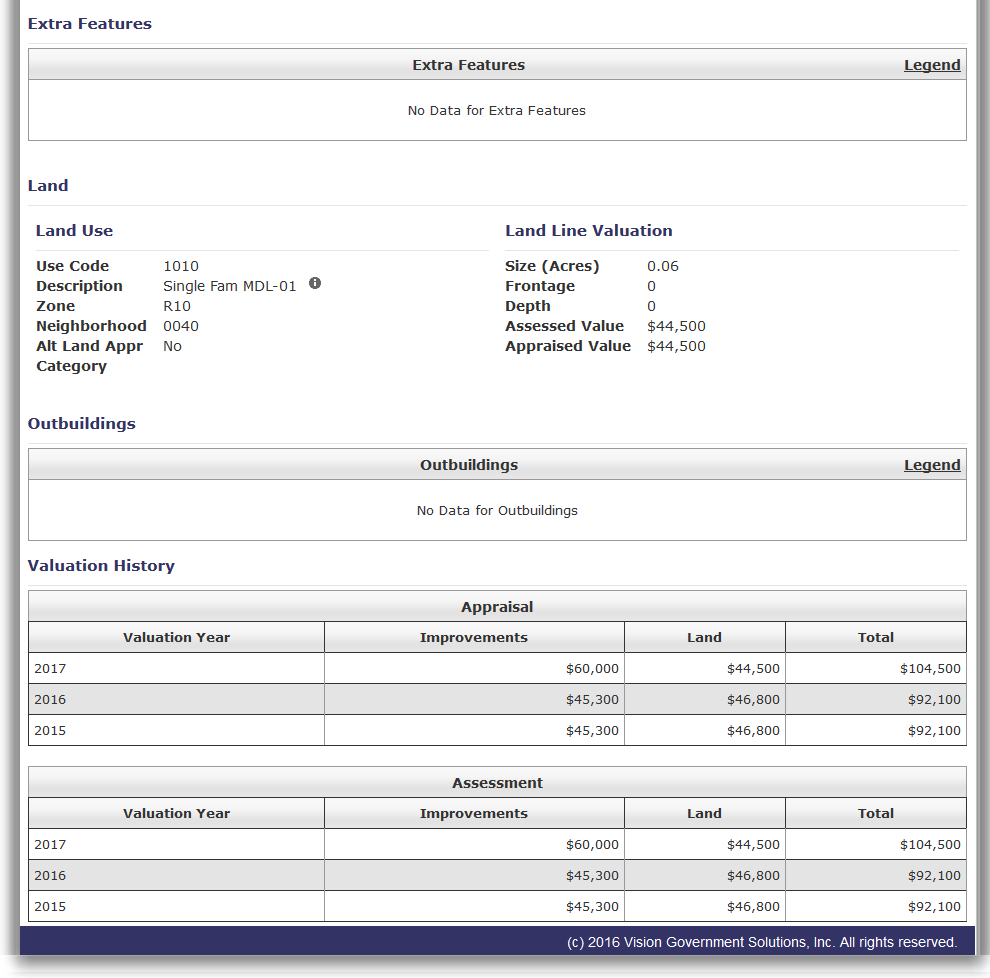 Extra Features
Extra Features Legend
No Data for Extra Features
Land
Land Use
Use Code 1010
Description Single Fam MDL-01
Zone R10
Neighborhood 0040
Alt Land Appr No
Category
Land Line Valuation
Size (Acres) 0.06
Frontage 0
Depth 0
Assessed Value $44,500
Appraised Value $44,500
Outbuildings
Outbuildings Legend
No Data for Outbuildings
Valuation History
Appraisal
Valuation Year Improvements Land Total
2017 $60,000 $44,500 $104,500
2016 $45,300 $46,800 $92,100
2015 $45,300 $46,800 $92,100
Assessment
Valuation Year Improvements Land Total
2017 $60,000 $44,500 $104,500
2016 $45,300 $46,800 $92,100
2015 $45,300 $46,800 $92,100
(c) 2016 Vision Government Solutions, Inc. All rights reserved.